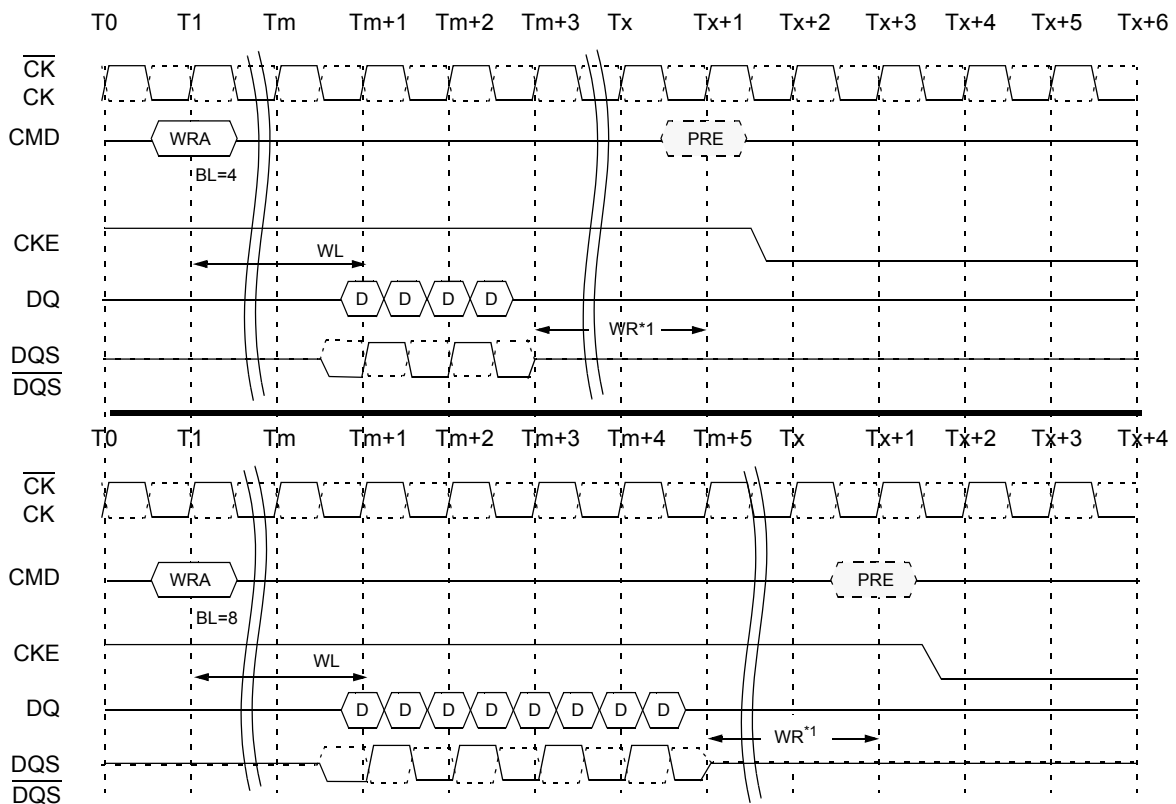 T0 T1 Tm Tm+1 Tm+2 Tm+3 Tx Tx+1 Tx+2 Tx+3 Tx+4 Tx+5 Tx+6
CK
CK
CMD WRA PRE
BL=4
CKE
WL
DQ D D D D
WR*1
DQS
DQS
T0 T1 Tm Tm+1 Tm+2 Tm+3 Tm+4 Tm+5 Tx Tx+1 Tx+2 Tx+3 Tx+4
CK
CK
CMD WRA PRE
BL=8
CKE
WL
DQ D D D D D D D D
WR*1
DQS
DQS